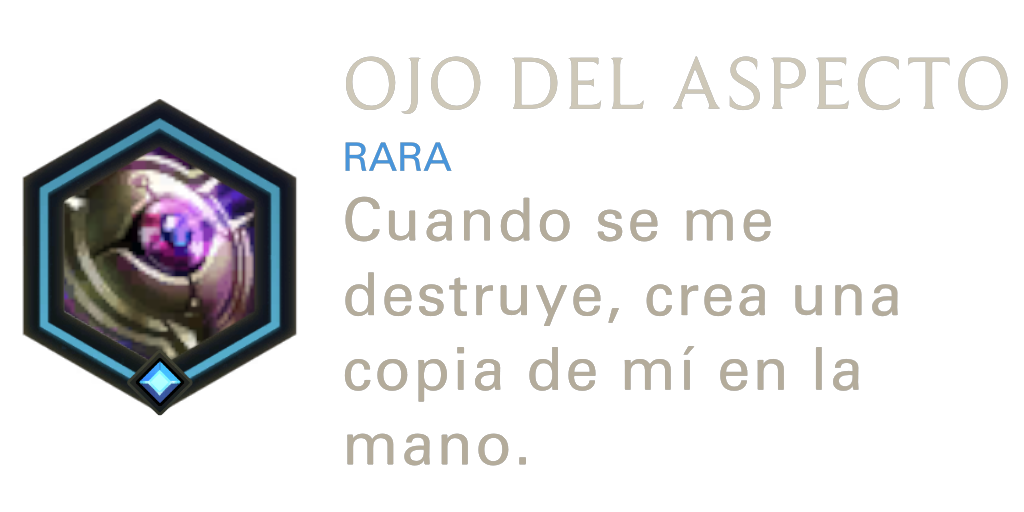 OJO DEL ASPECTO
RARA
Cuando se me
destruye, crea una
copia de mí en la
mano.